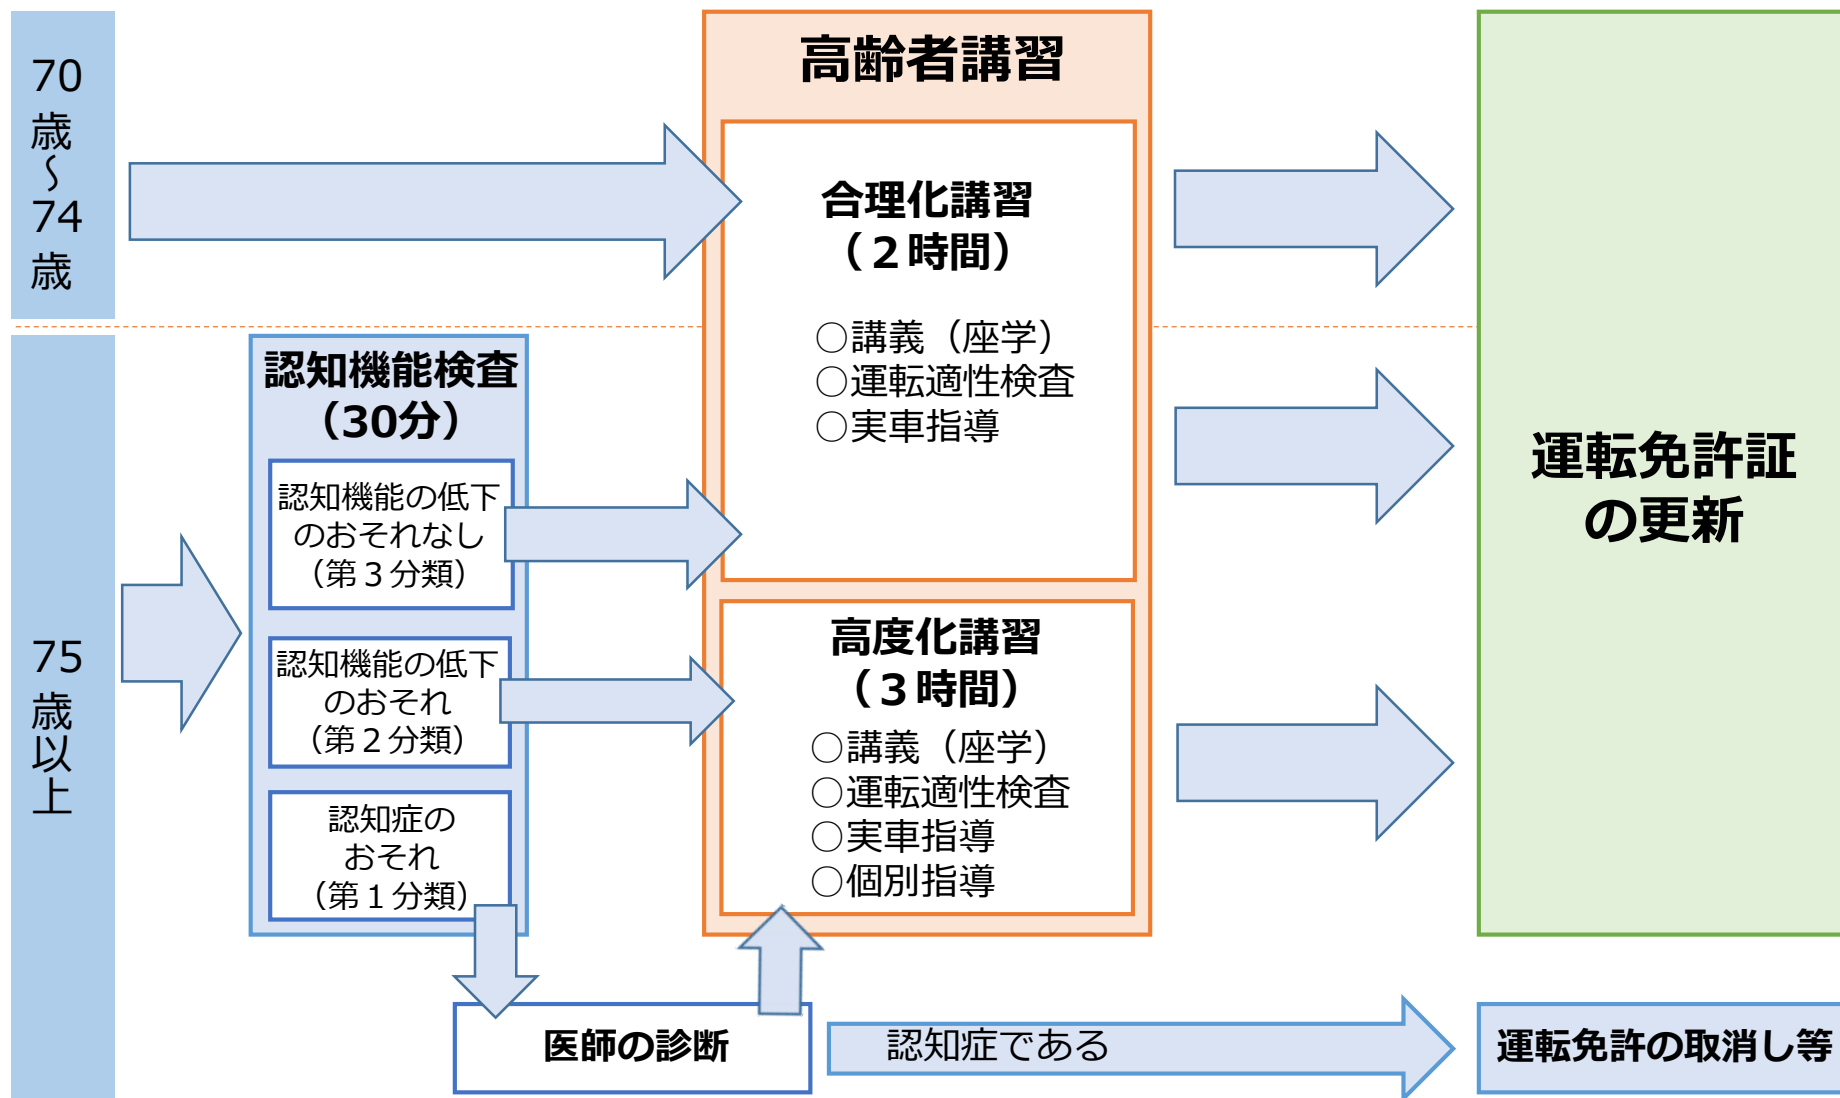 70
歳
～
74
歳
高齢者講習
合理化講習
（２時間）
○講義（座学）
○運転適性検査
○実車指導
運転免許証
の更新
75
歳
以
上
認知機能検査
（30分）
認知機能の低下
のおそれなし
（第３分類）
認知機能の低下
のおそれ
（第２分類）
認知症の
おそれ
（第１分類）
高度化講習
（３時間）
○講義（座学）
○運転適性検査
○実車指導
○個別指導
医師の診断
認知症である
運転免許の取消し等